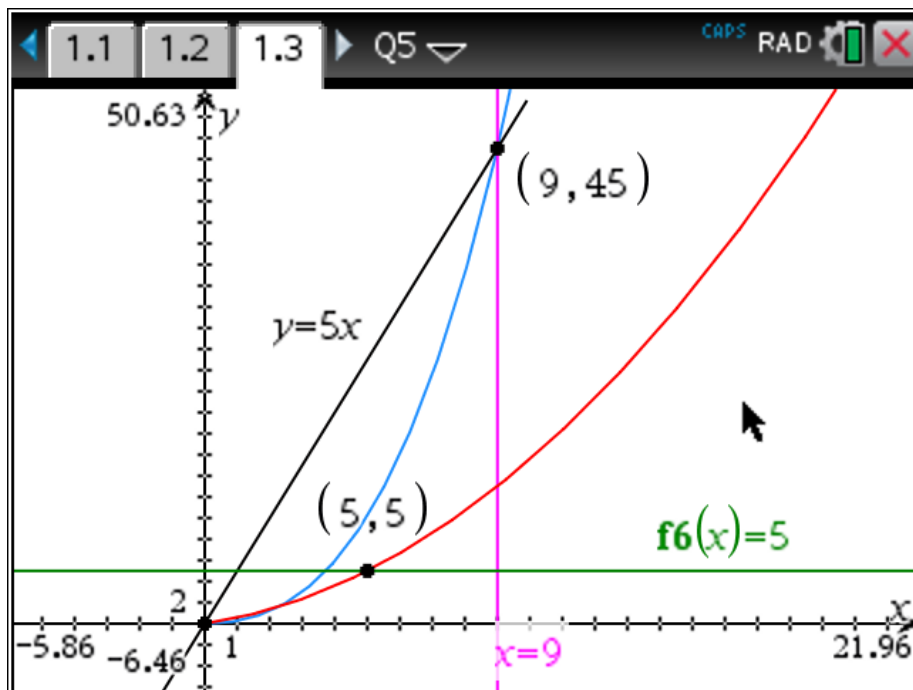 1.1 1.2 1.3 Q5 CAPS RAD
50.63 y
(9,45)
y=5x
(5,5)
f6(x)=5
2
x
-5.86 -6.46 1 x=9 21.96